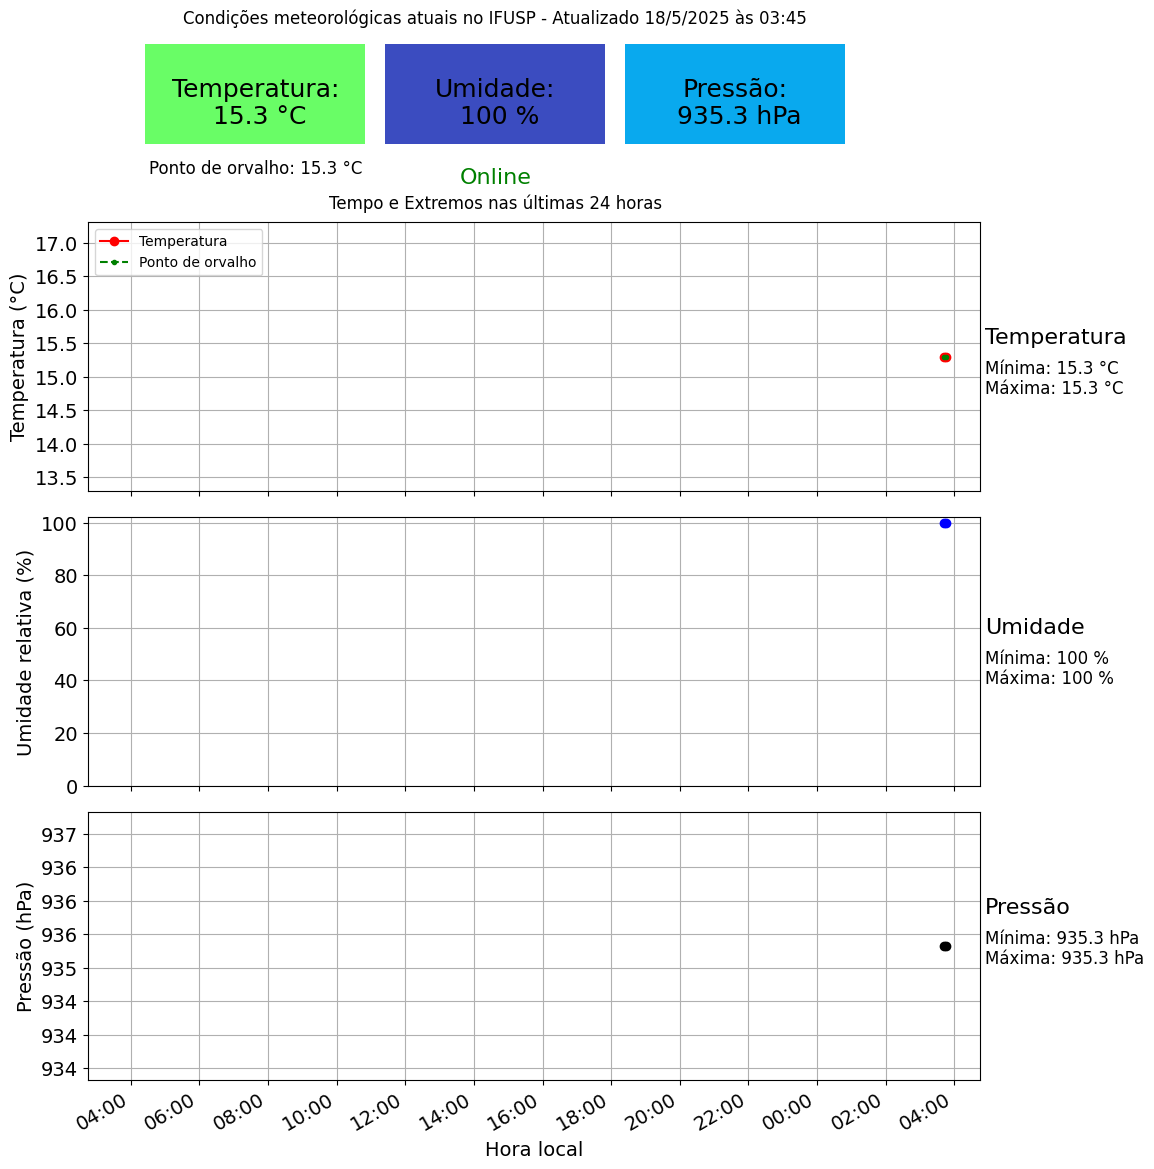 Condições meteorológicas atuais no IFUSP - Atualizado 18/5/2025 às 03:45
Temperatura:
15.3 °C
Umidade:
100 %
Pressão:
935.3 hPa
Ponto de orvalho: 15.3 °C
Online
Tempo e Extremos nas últimas 24 horas
Temperatura
Ponto de orvalho
Temperatura (°C)
17.0
16.5
16.0
15.5
15.0
14.5
14.0
13.5
Temperatura
Mínima: 15.3 °C
Máxima: 15.3 °C
Umidade relativa (%)
100
80
60
40
20
0
Umidade
Mínima: 100 %
Máxima: 100 %
Pressão (hPa)
937
936
936
936
935
934
934
934
Pressão
Mínima: 935.3 hPa
Máxima: 935.3 hPa
04:00
06:00
08:00
10:00
12:00
14:00
16:00
18:00
20:00
22:00
00:00
02:00
04:00
Hora local